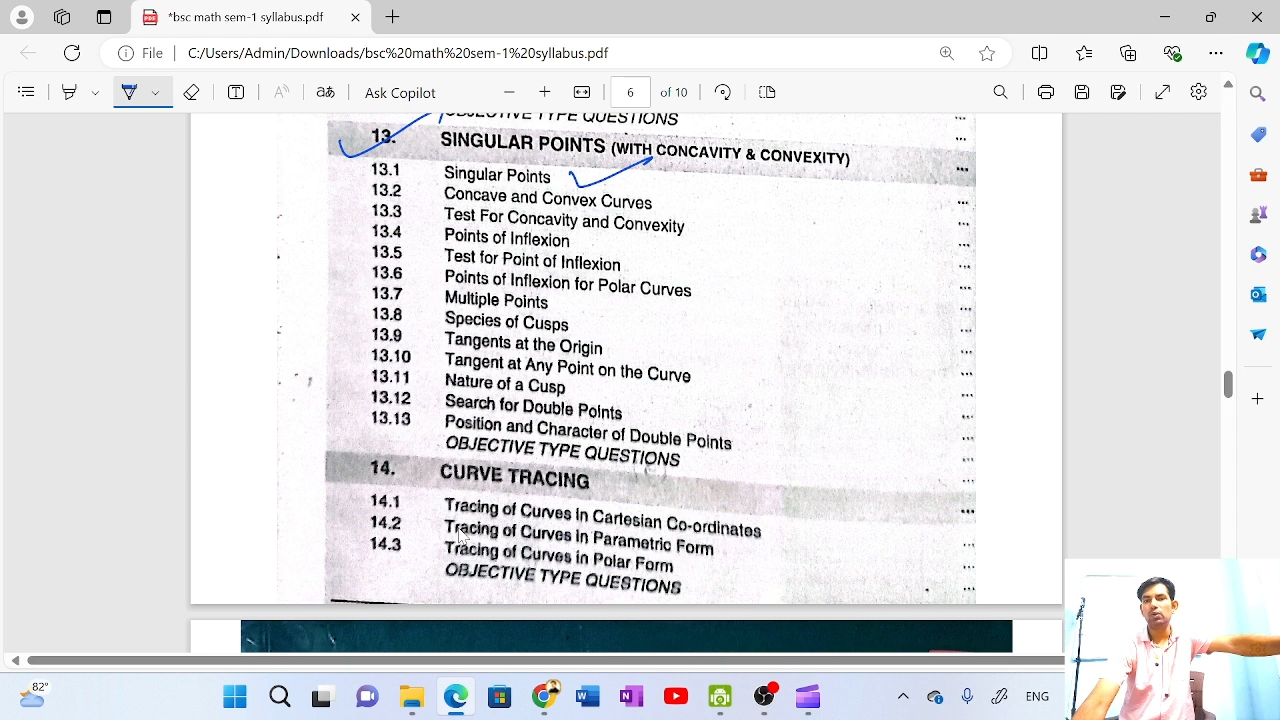 *bsc math sem-1 syllabus.pdf
File
C:/Users/Admin/Downloads/bsc%20math%20sem-1%20syllabus.pdf
Ask Copilot
6 of 10
OBJECTIVE TYPE QUESTIONS
13. SINGULAR POINTS (WITH CONCAVITY & CONVEXITY) ...
13.1 Singular Points
13.2 Concave and Convex Curves ...
13.3 Test For Concavity and Convexity ...
13.4 Points of Inflexion ...
13.5 Test for Point of Inflexion ...
13.6 Points of Inflexion for Polar Curves ...
13.7 Multiple Points ...
13.8 Species of Cusps ...
13.9 Tangents at the Origin ...
13.10 Tangent at Any Point on the Curve ...
13.11 Nature of a Cusp ...
13.12 Search for Double Points ...
13.13 Position and Character of Double Points ...
OBJECTIVE TYPE QUESTIONS ...
14. CURVE TRACING ...
14.1 Tracing of Curves in Cartesian Co-ordinates
14.2 Tracing of Curves in Parametric Form ...
14.3 Tracing of Curves in Polar Form ...
OBJECTIVE TYPE QUESTIONS ...
82°
ENG